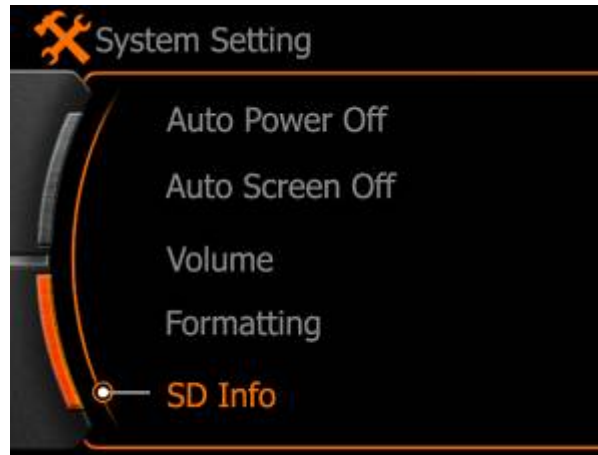 System Setting
Auto Power Off
Auto Screen Off
Volume
Formatting
SD Info